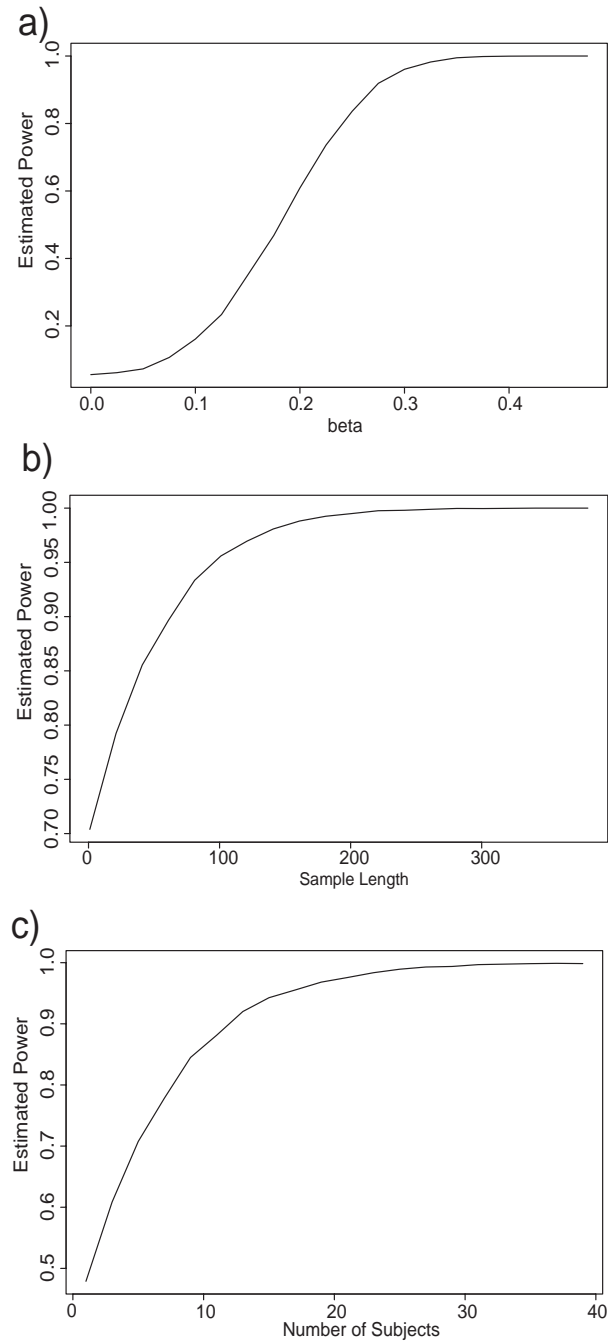 a)
Estimated Power
1.0
0.8
0.6
0.4
0.2
0.0 0.1 0.2 0.3 0.4
beta
b)
Estimated Power
1.00
0.95
0.90
0.85
0.80
0.75
0.70
0 100 200 300
Sample Length
c)
Estimated Power
1.0
0.9
0.8
0.7
0.6
0.5
0 10 20 30 40
Number of Subjects